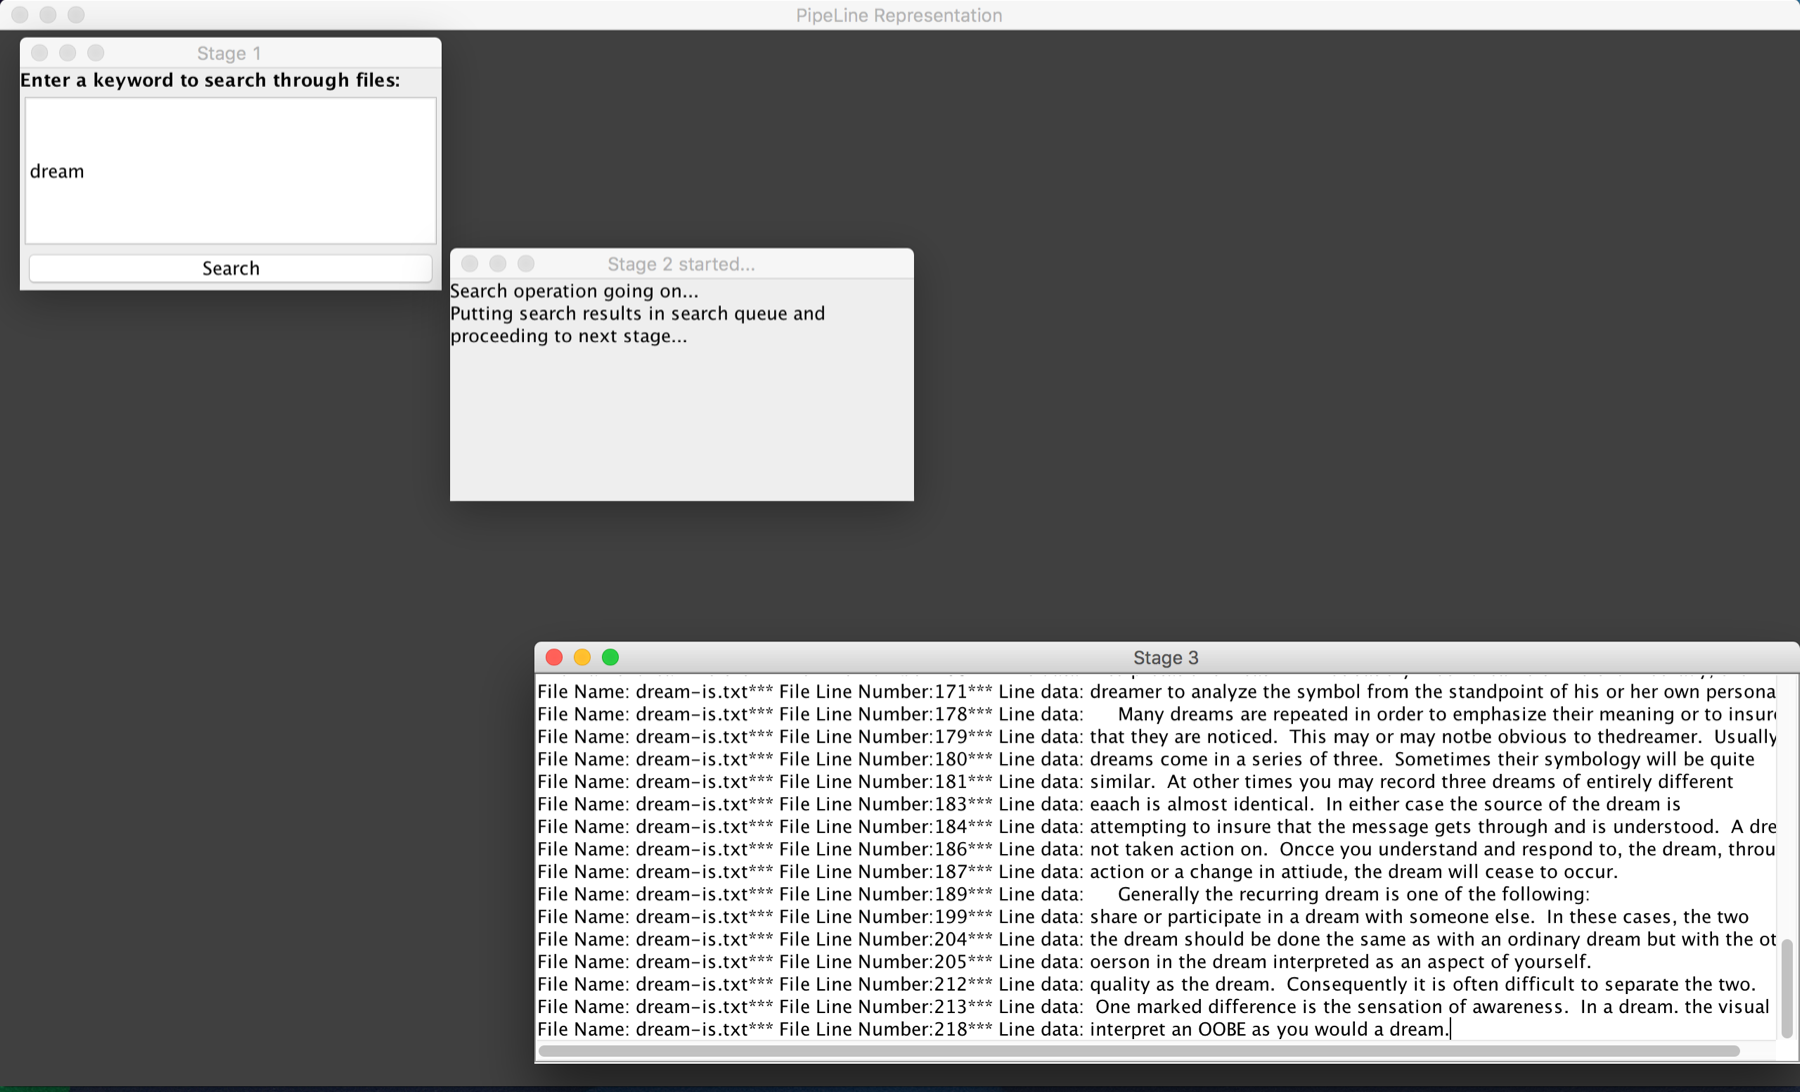 PipeLine Representation
Stage 1
Enter a keyword to search through files:
dream
Search
Stage 2 started...
Search operation going on...
Putting search results in search queue and
proceeding to next stage...
Stage 3
File Name: dream-is.txt*** File Line Number:171*** Line data: dreamer to analyze the symbol from the standpoint of his or her own persona
File Name: dream-is.txt*** File Line Number:178*** Line data:      Many dreams are repeated in order to emphasize their meaning or to insure
File Name: dream-is.txt*** File Line Number:179*** Line data: that they are noticed.  This may or may notbe obvious to thedreamer.  Usually
File Name: dream-is.txt*** File Line Number:180*** Line data: dreams come in a series of three.  Sometimes their symbology will be quite
File Name: dream-is.txt*** File Line Number:181*** Line data: similar.  At other times you may record three dreams of entirely different
File Name: dream-is.txt*** File Line Number:183*** Line data: eaach is almost identical.  In either case the source of the dream is
File Name: dream-is.txt*** File Line Number:184*** Line data: attempting to insure that the message gets through and is understood.  A dre
File Name: dream-is.txt*** File Line Number:186*** Line data: not taken action on.  Oncce you understand and respond to, the dream, throu
File Name: dream-is.txt*** File Line Number:187*** Line data: action or a change in attiude, the dream will cease to occur.
File Name: dream-is.txt*** File Line Number:189*** Line data:      Generally the recurring dream is one of the following:
File Name: dream-is.txt*** File Line Number:199*** Line data: share or participate in a dream with someone else.  In these cases, the two
File Name: dream-is.txt*** File Line Number:204*** Line data: the dream should be done the same as with an ordinary dream but with the ot
File Name: dream-is.txt*** File Line Number:205*** Line data: oerson in the dream interpreted as an aspect of yourself.
File Name: dream-is.txt*** File Line Number:212*** Line data: quality as the dream.  Consequently it is often difficult to separate the two.
File Name: dream-is.txt*** File Line Number:213*** Line data:  One marked difference is the sensation of awareness.  In a dream. the visual
File Name: dream-is.txt*** File Line Number:218*** Line data: interpret an OOBE as you would a dream.